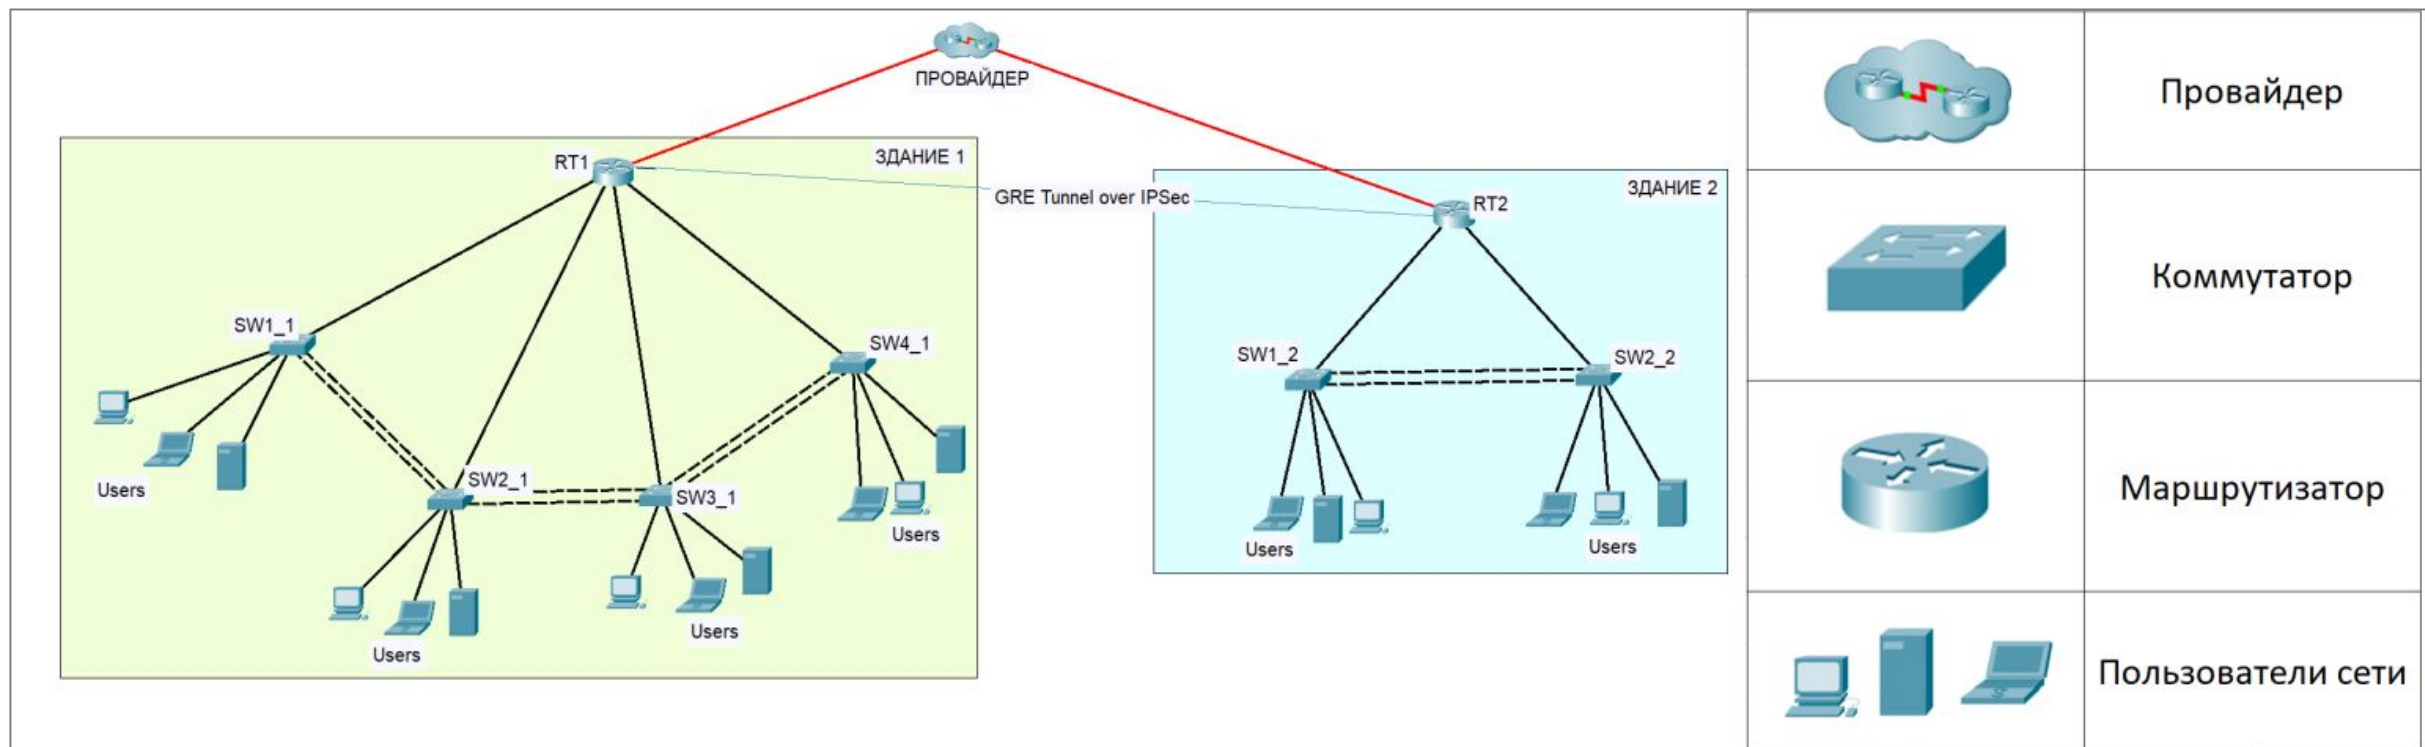 ПРОВАЙДЕР
RT1
ЗДАНИЕ 1
GRE Tunnel over IPSec
ЗДАНИЕ 2
RT2
SW1_1
SW4_1
SW2_1
SW3_1
Users
Users
Users
Users
SW1_2
SW2_2
Users
Users
Провайдер
Коммутатор
Маршрутизатор
Пользователи сети